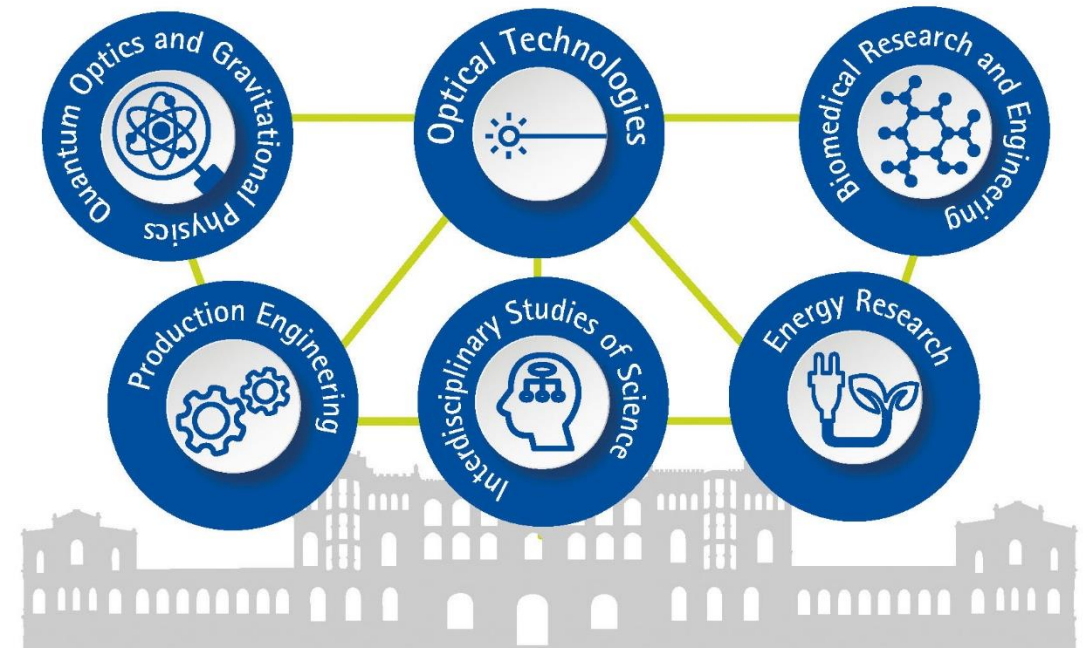 Quantum Optics and Gravitational Physics
Optical Technologies
Biomedical Research and Engineering
Production Engineering
Interdisciplinary Studies of Science
Energy Research